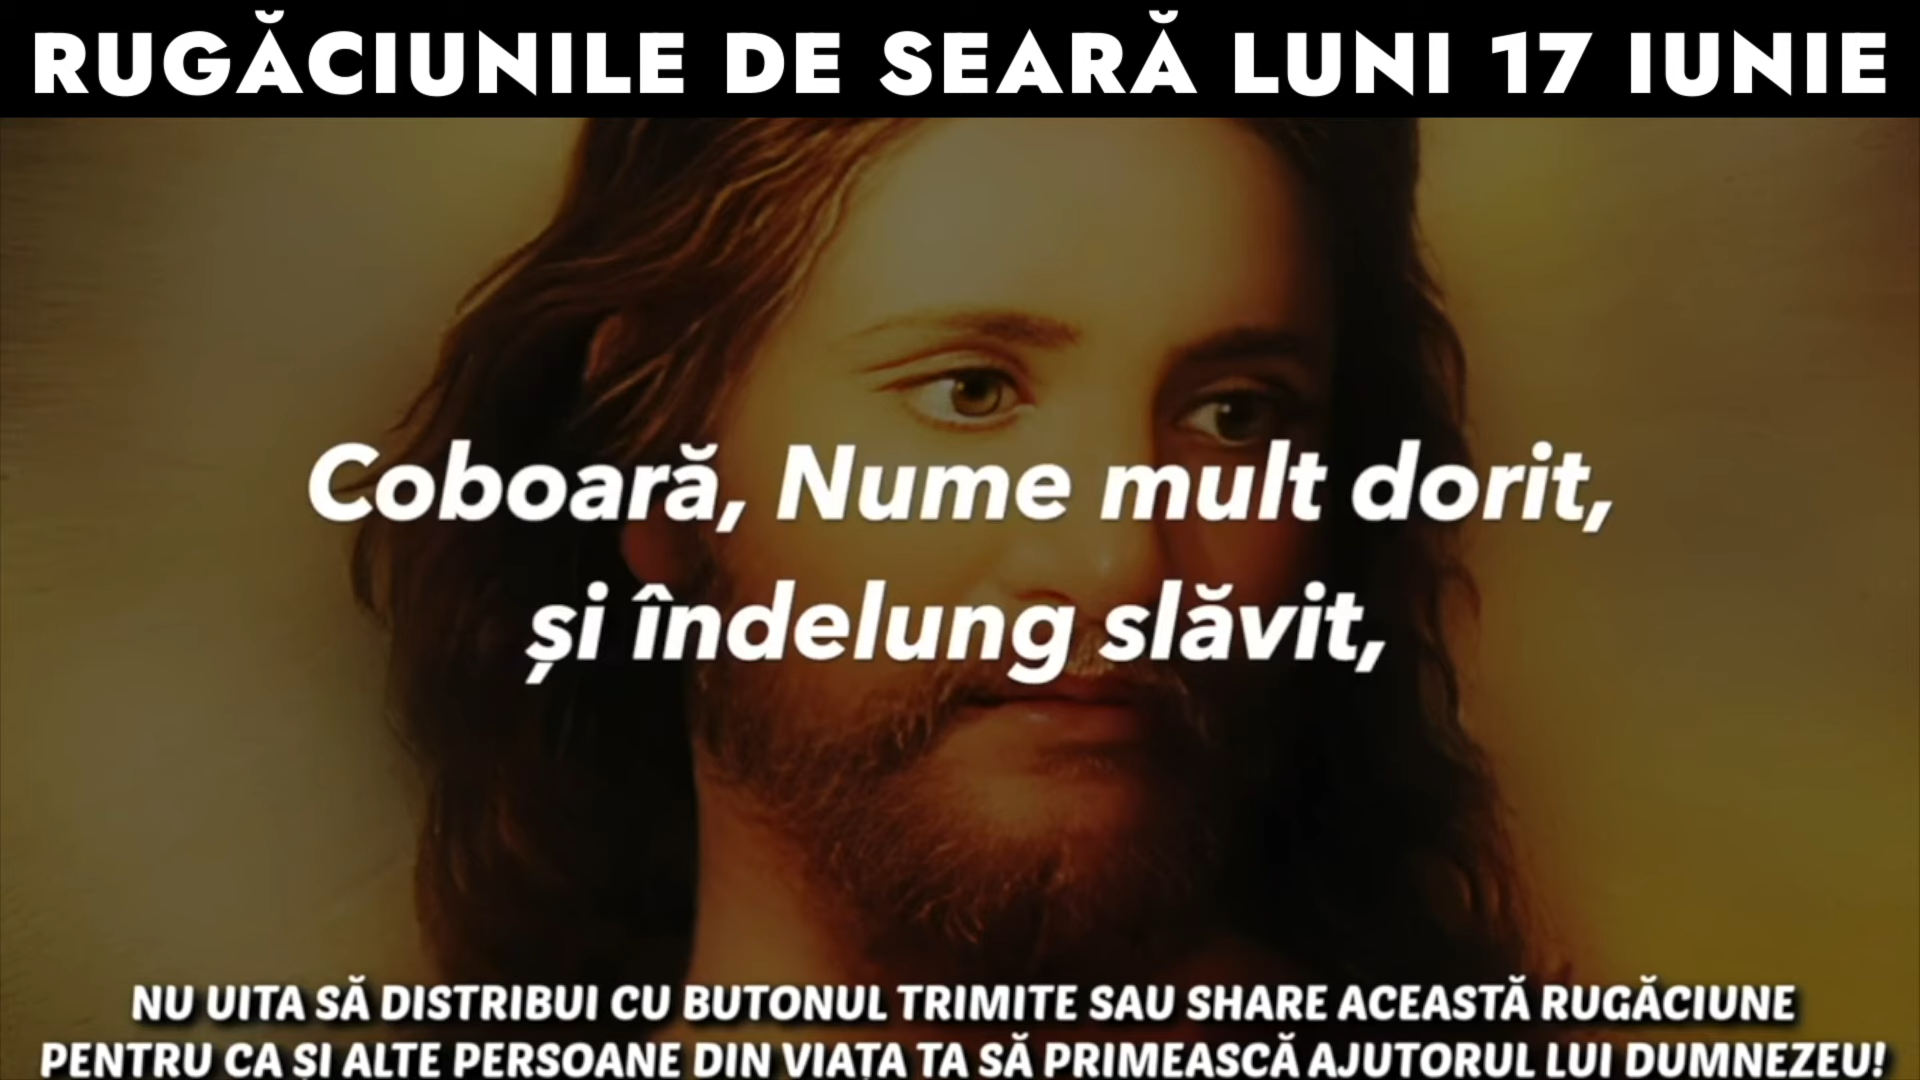 RUGĂCIUNILE DE SEARĂ LUNI 17 IUNIE
Coboară, Nume mult dorit,
și îndelung slăvit,
NU UITA SĂ DISTRIBUI CU BUTONUL TRIMITE SAU SHARE ACEASTĂ RUGĂCIUNE
PENTRU CA ȘI ALTE PERSOANE DIN VIAȚA TA SĂ PRIMEASCĂ AJUTORUL LUI DUMNEZEU!